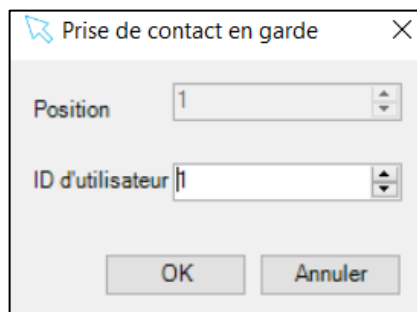 Prise de contact en garde
Position 1
ID d'utilisateur 1
OK Annuler